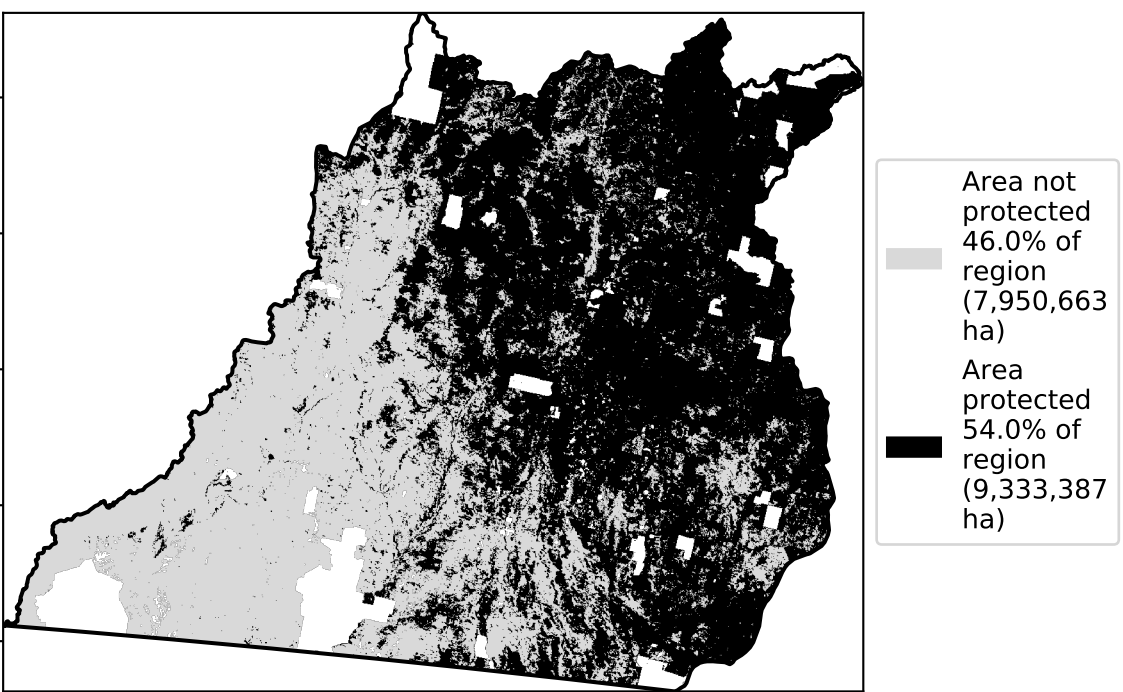 Area not
protected
46.0% of
region
(7,950,663
ha)
Area
protected
54.0% of
region
(9,333,387
ha)